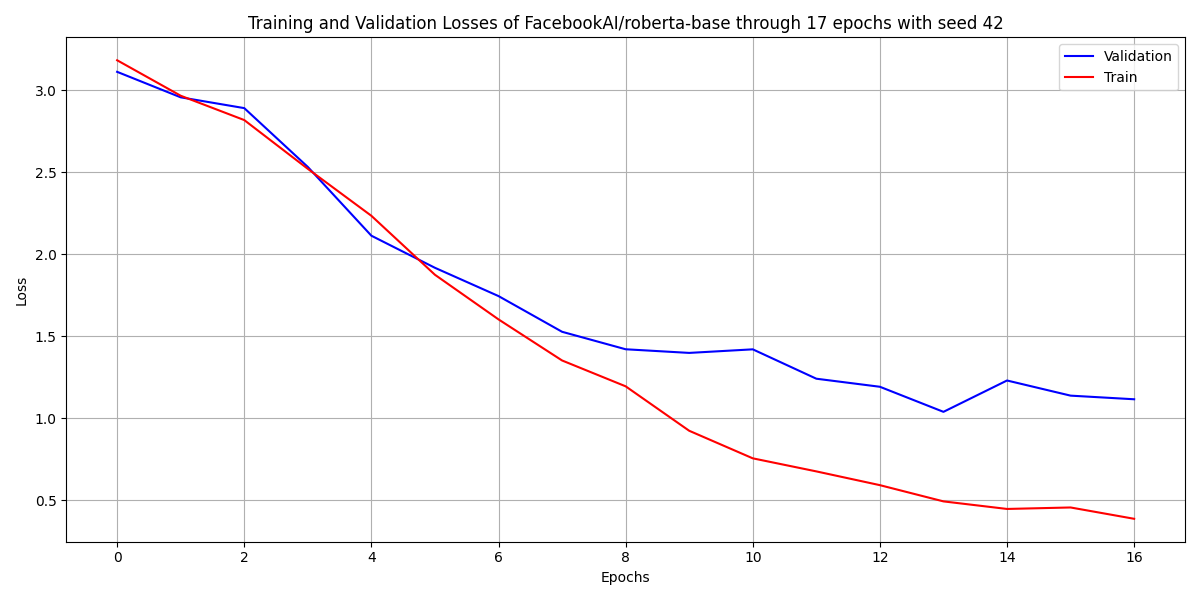 Training and Validation Losses of FacebookAI/roberta-base through 17 epochs with seed 42
Validation
Train
Loss
3.0
2.5
2.0
1.5
1.0
0.5
0 2 4 6 8 10 12 14 16
Epochs